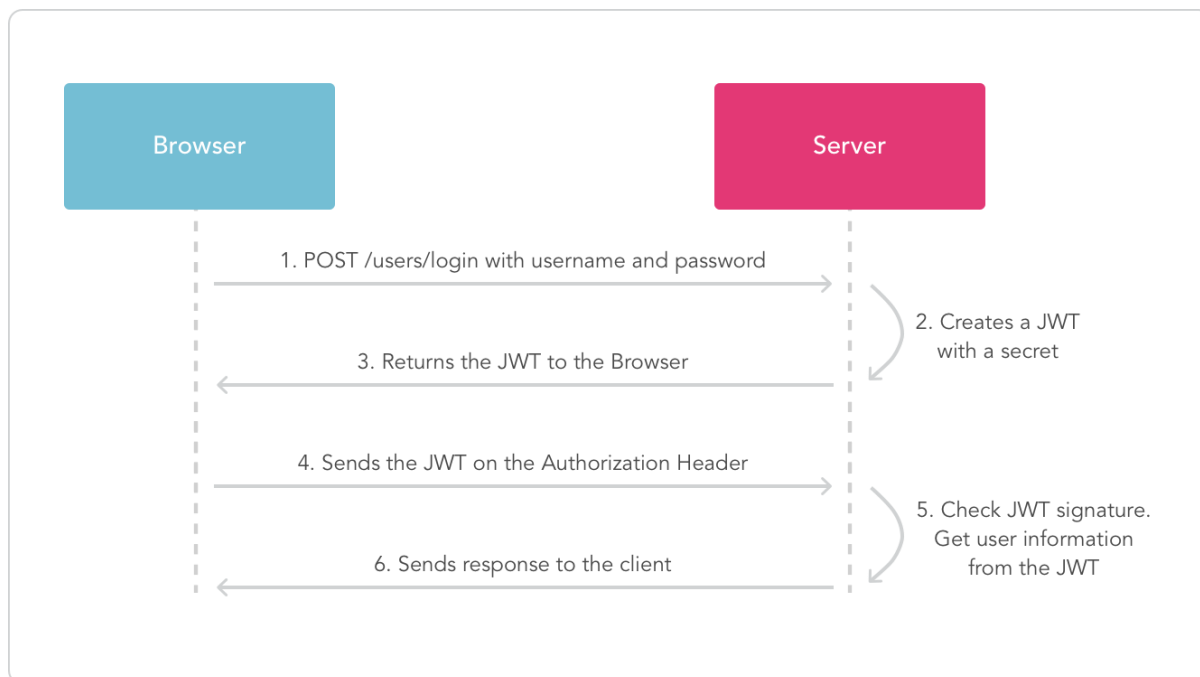 Browser
Server
1. POST /users/login with username and password
2. Creates a JWT
with a secret
3. Returns the JWT to the Browser
4. Sends the JWT on the Authorization Header
5. Check JWT signature.
Get user information
from the JWT
6. Sends response to the client